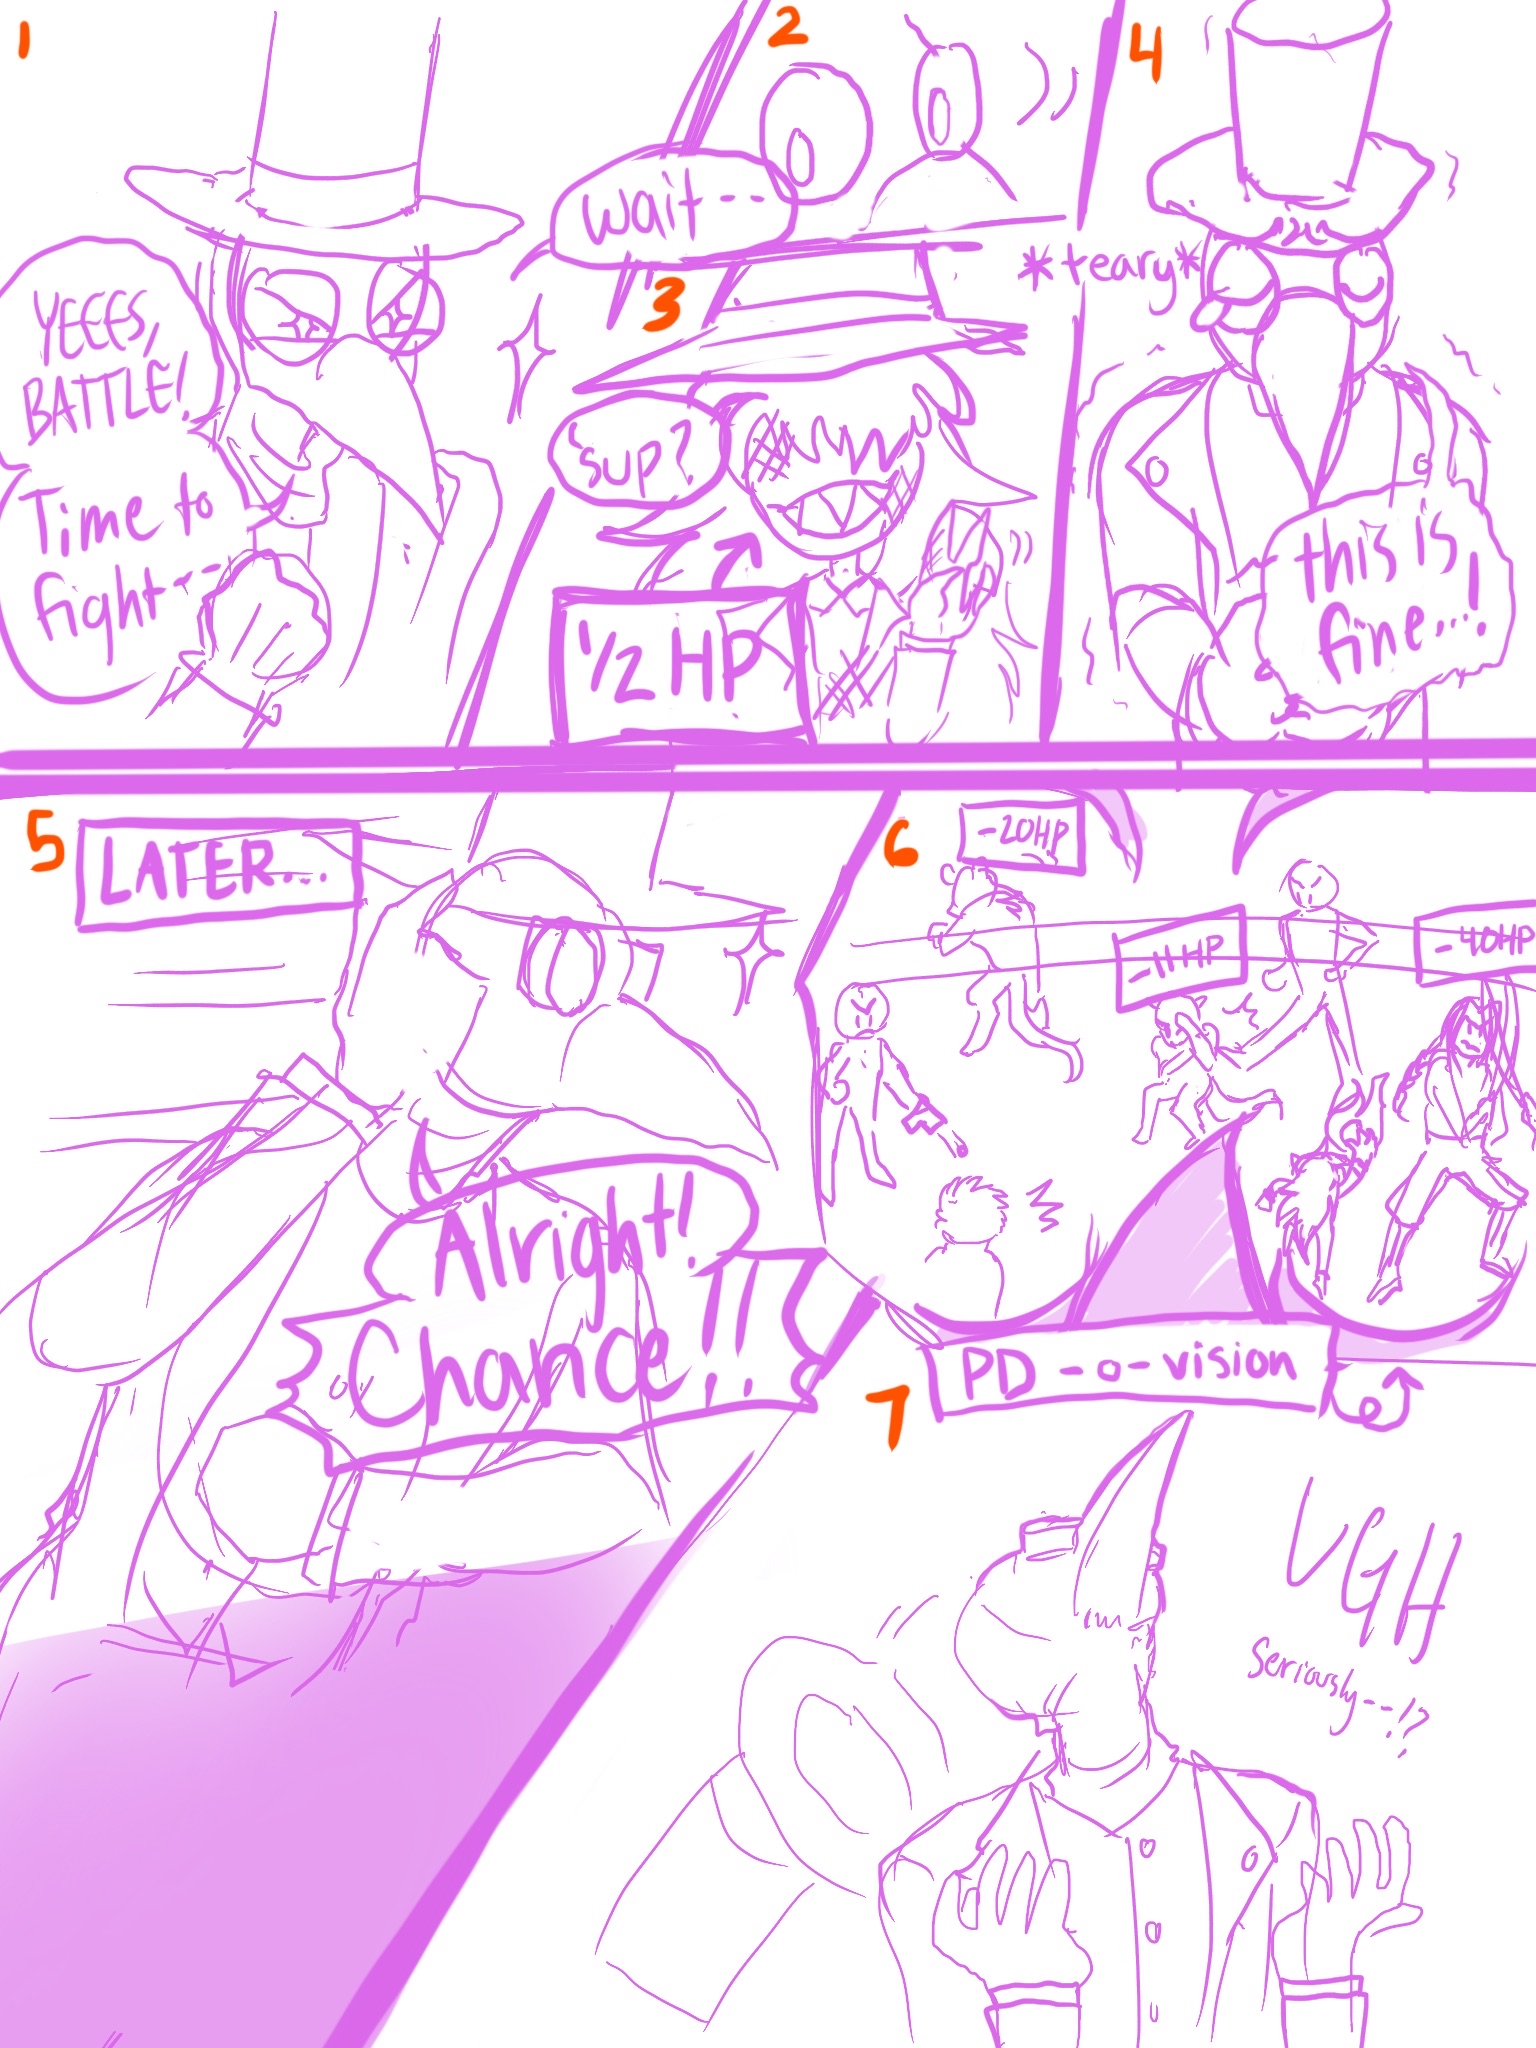 1
YEEES,
BATTLE!
Time to
fight---
2
wait--
3
'sup?
1/2 HP
4
*teary*
this is
fine...!
5
LATER...
Alright!
Chance!!
6
-20HP
-11HP
-40HP
PD-o-vision
7
UGH
Seriously--!?